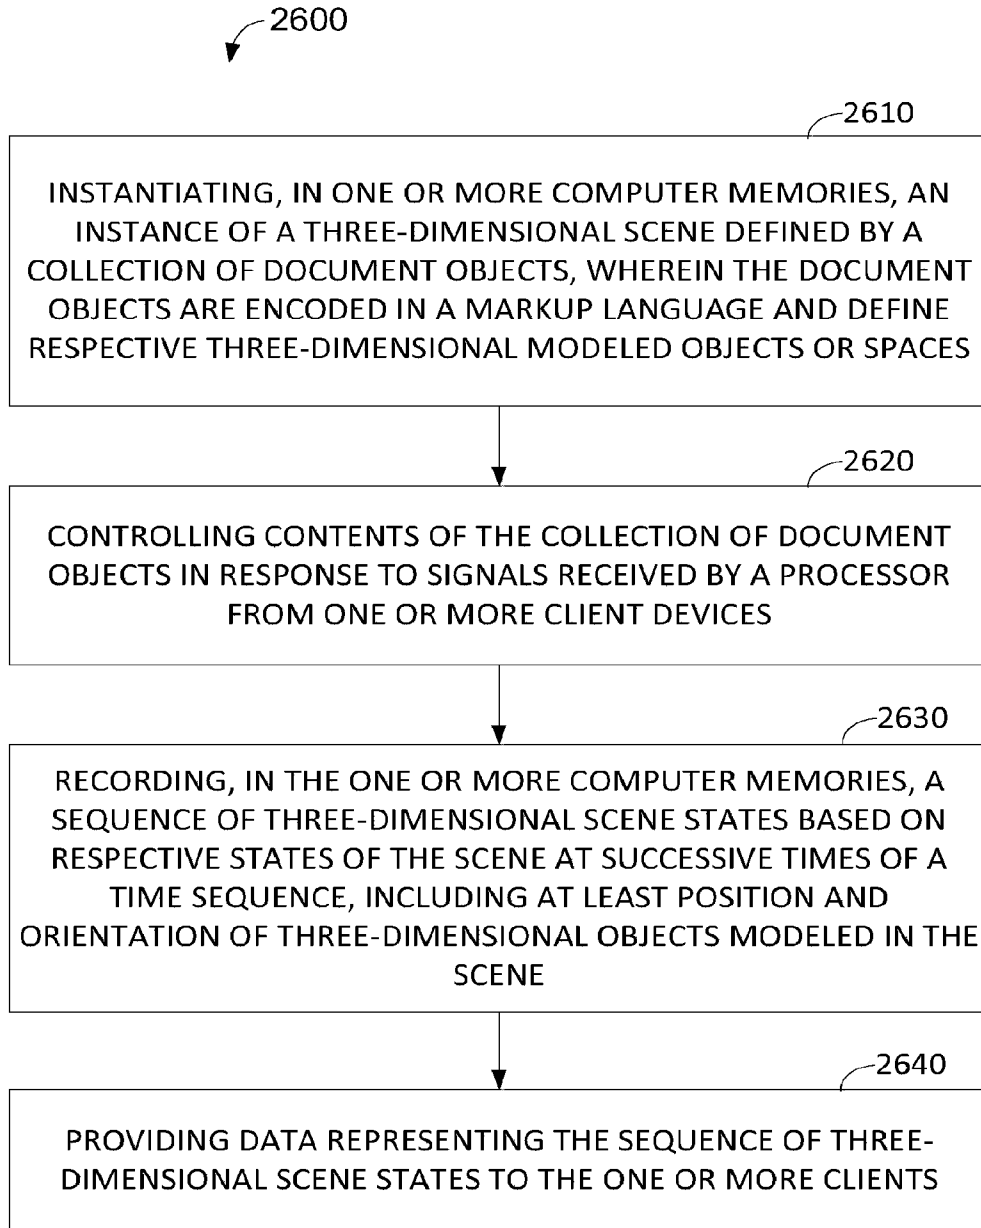 2600
2610
INSTANTIATING, IN ONE OR MORE COMPUTER MEMORIES, AN
INSTANCE OF A THREE-DIMENSIONAL SCENE DEFINED BY A
COLLECTION OF DOCUMENT OBJECTS, WHEREIN THE DOCUMENT
OBJECTS ARE ENCODED IN A MARKUP LANGUAGE AND DEFINE
RESPECTIVE THREE-DIMENSIONAL MODELED OBJECTS OR SPACES
2620
CONTROLLING CONTENTS OF THE COLLECTION OF DOCUMENT
OBJECTS IN RESPONSE TO SIGNALS RECEIVED BY A PROCESSOR
FROM ONE OR MORE CLIENT DEVICES
2630
RECORDING, IN THE ONE OR MORE COMPUTER MEMORIES, A
SEQUENCE OF THREE-DIMENSIONAL SCENE STATES BASED ON
RESPECTIVE STATES OF THE SCENE AT SUCCESSIVE TIMES OF A
TIME SEQUENCE, INCLUDING AT LEAST POSITION AND
ORIENTATION OF THREE-DIMENSIONAL OBJECTS MODELED IN THE
SCENE
2640
PROVIDING DATA REPRESENTING THE SEQUENCE OF THREE-
DIMENSIONAL SCENE STATES TO THE ONE OR MORE CLIENTS